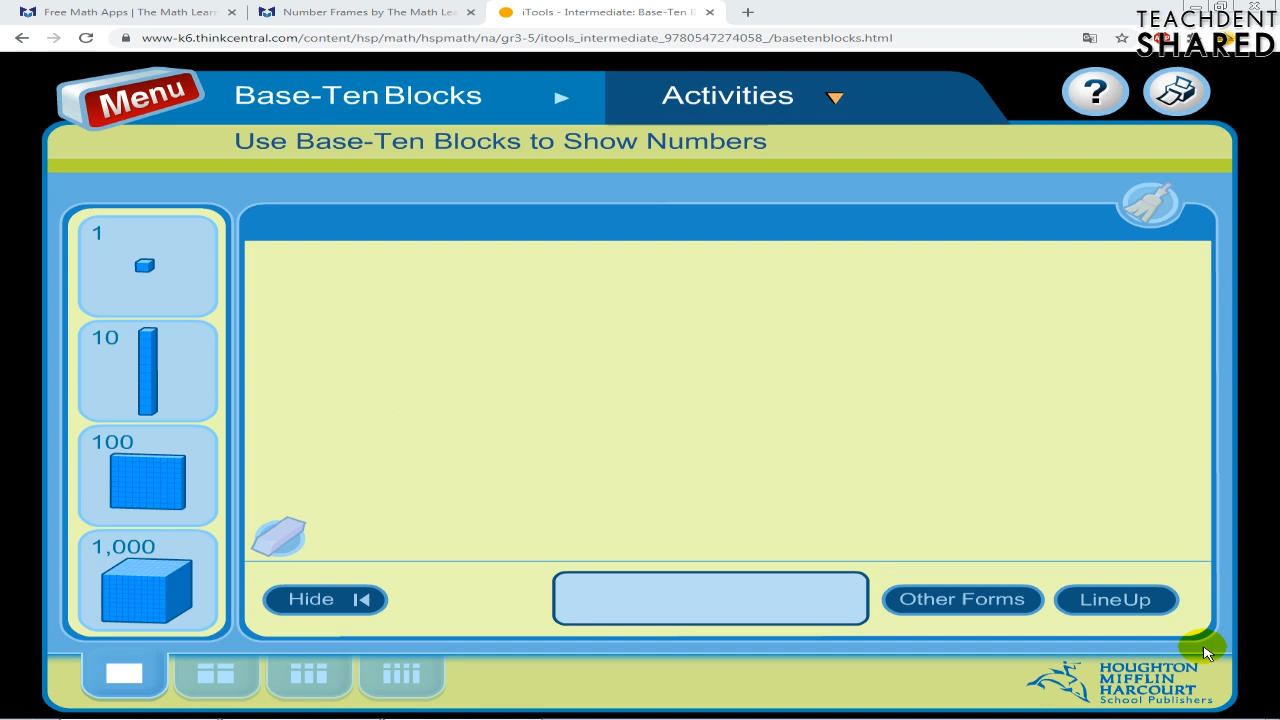 Free Math Apps | The Math Lear
Number Frames by The Math Lea
iTools - Intermediate: Base-Ten B
www-k6.thinkcentral.com/content/hsp/math/hspmath/na/gr3-5/itools_intermediate_9780547274058_/basetenblocks.html
TEACHDENT
SHARED
Menu
Base-Ten Blocks
Activities
?
Use Base-Ten Blocks to Show Numbers
1
10
100
1,000
Hide
Other Forms
LineUp
HOUGHTON
MIFFLIN
HARCOURT
School Publishers